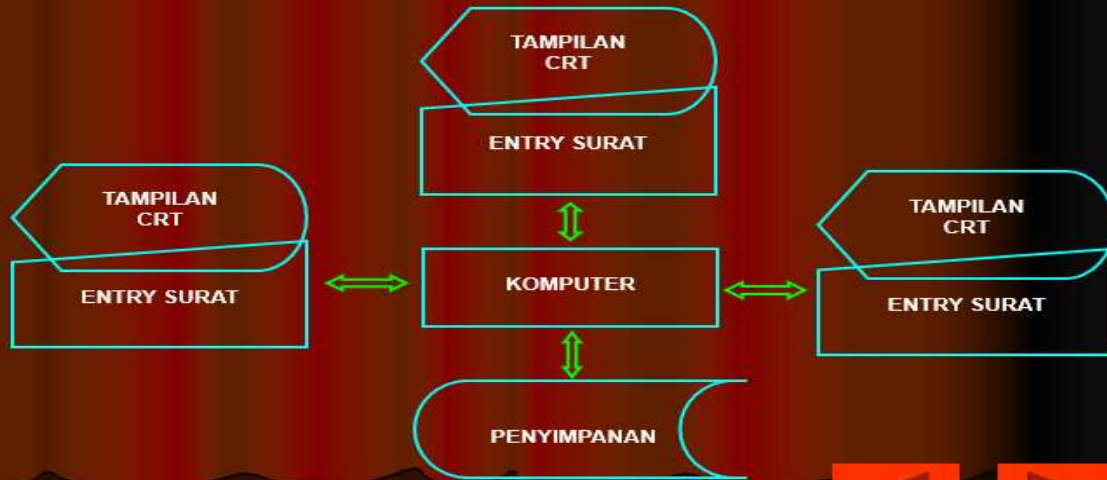 TAMPILAN
CRT
ENTRY SURAT
TAMPILAN
CRT
ENTRY SURAT
KOMPUTER
TAMPILAN
CRT
ENTRY SURAT
PENYIMPANAN